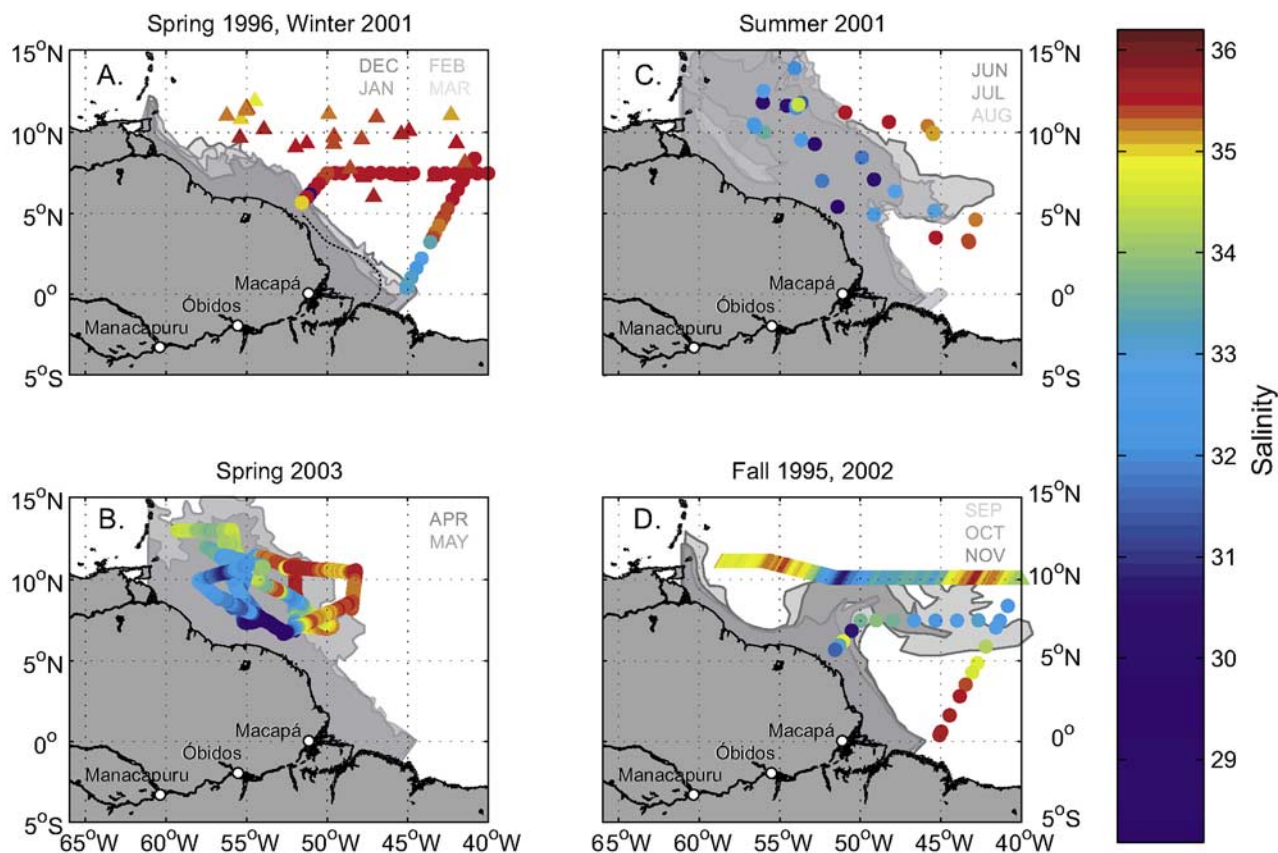 Spring 1996, Winter 2001
Summer 2001
15°N
A.
DEC
FEB
JAN
MAR
10°N
5°N
0°
5°S
Macapá
Óbidos
Manacapuru
C.
JUN
JUL
AUG
15°N
10°N
5°N
0°
5°S
Macapá
Óbidos
Manacapuru
Spring 2003
Fall 1995, 2002
15°N
B.
APR
MAY
10°N
5°N
0°
5°S
Macapá
Óbidos
Manacapuru
65°W 60°W 55°W 50°W 45°W 40°W
D.
SEP
OCT
NOV
15°N
10°N
5°N
0°
5°S
Macapá
Óbidos
Manacapuru
65°W 60°W 55°W 50°W 45°W 40°W
36
35
34
33
32
31
30
29
Salinity